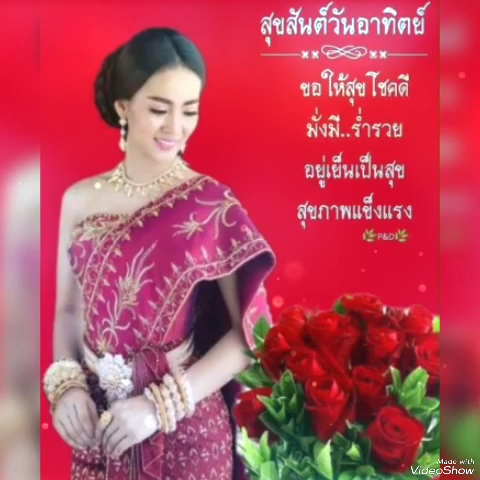 สุขสันต์วันอาทิตย์
ขอให้สุข โชคดี
มั่งมี..ร่ำรวย
อยู่เย็นเป็นสุข
สุขภาพแข็งแรง
P&D
Made with
VideoShow